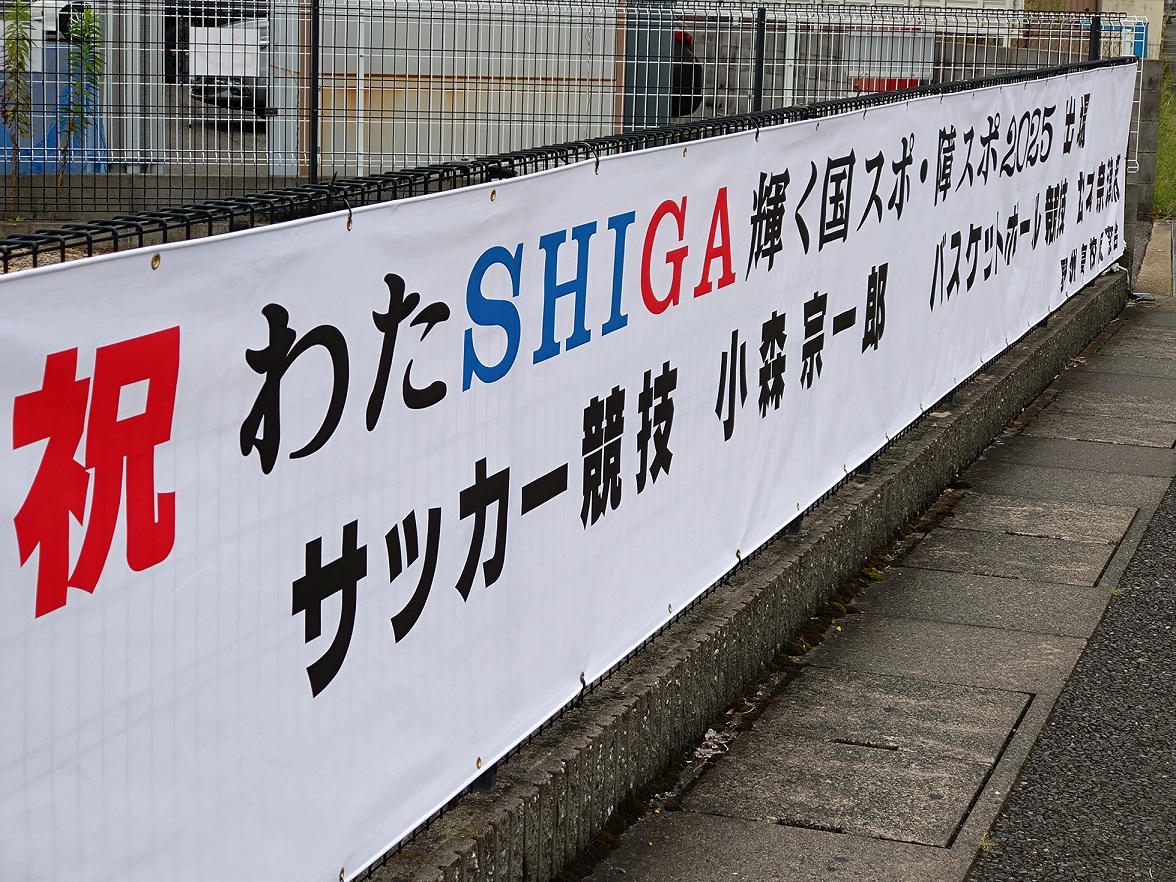 祝 わたSHIGA輝く国スポ・障スポ2025 出場
サッカー競技 小森宗一郎 バスケットボール競技